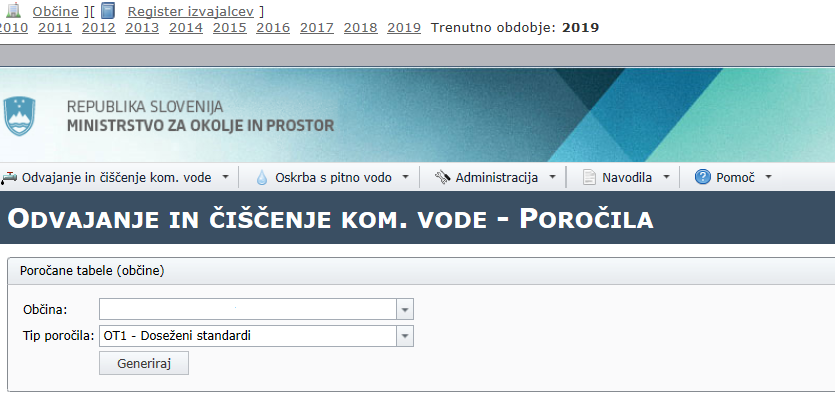 Občine ][ Register izvajalcev ]
2010 2011 2012 2013 2014 2015 2016 2017 2018 2019 Trenutno obdobje: 2019
REPUBLIKA SLOVENIJA
MINISTRSTVO ZA OKOLJE IN PROSTOR
Odvajanje in čiščenje kom. vode Oskrba s pitno vodo Administracija Navodila Pomoč
ODVAJANJE IN ČIŠČENJE KOM. VODE - POROČILA
Poročane tabele (občine)
Občina:
Tip poročila: OT1 - Doseženi standardi
Generiraj